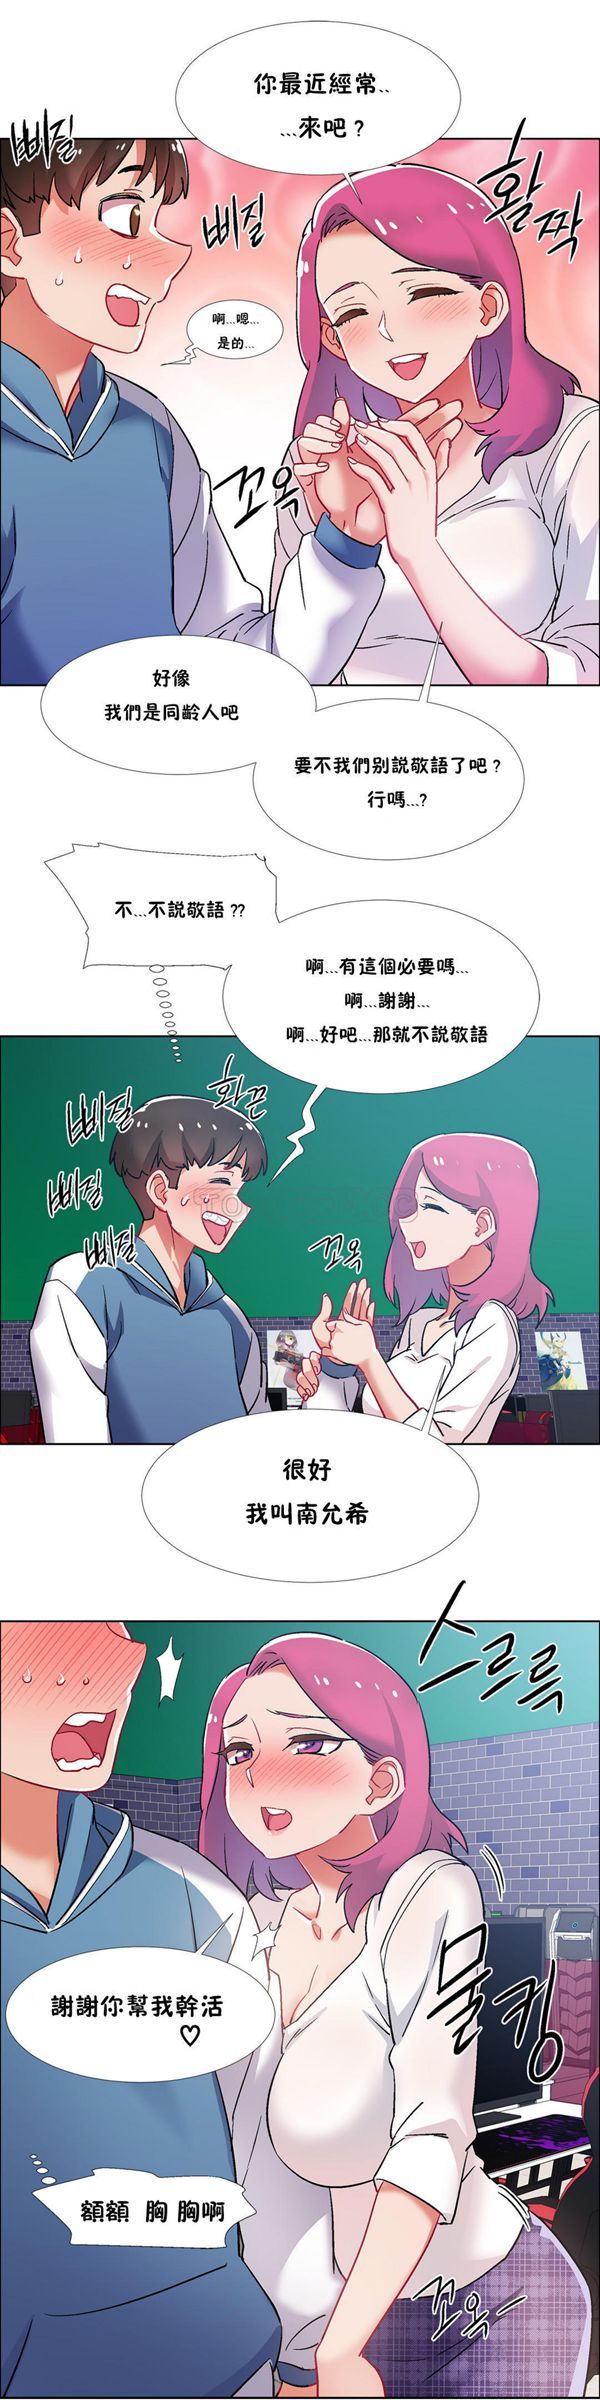 你最近經常..
...來吧?
삐질
삐질
활짝
啊...嗯...
是的...
꼬옥
好像
我們是同齡人吧
要不我們别説敬語了吧?
行嗎...?
不...不說敬語??
啊...有這個必要嗎...
啊...謝謝...
啊...好吧...那就不說敬語
화끈
삐질
삐질
삐질
꼬옥
很好
我叫南允希
스르륵
뭉킹
謝謝你幫我幹活
♡
額額 胸 胸啊
꼬옥~